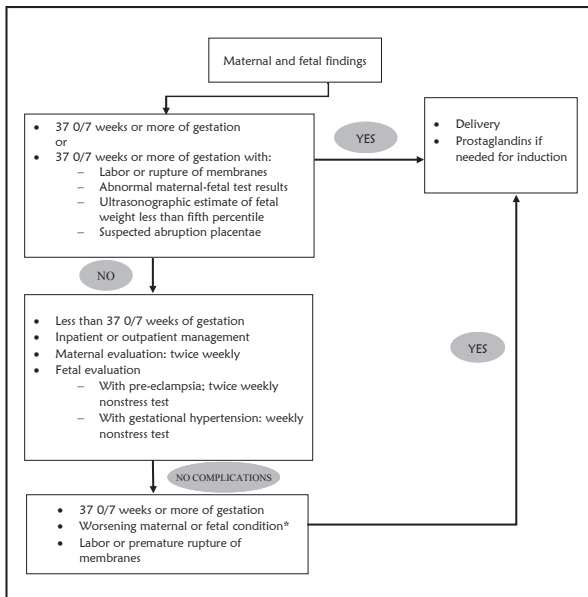 Maternal and fetal findings
• 37 0/7 weeks or more of gestation
or
• 37 0/7 weeks or more of gestation with:
– Labor or rupture of membranes
– Abnormal maternal-fetal test results
– Ultrasonographic estimate of fetal
weight less than fifth percentile
– Suspected abruption placentae
YES
• Delivery
• Prostaglandins if
needed for induction
NO
• Less than 37 0/7 weeks of gestation
• Inpatient or outpatient management
• Maternal evaluation: twice weekly
• Fetal evaluation
– With pre-eclampsia; twice weekly
nonstress test
– With gestational hypertension: weekly
nonstress test
YES
NO COMPLICATIONS
• 37 0/7 weeks or more of gestation
• Worsening maternal or fetal condition*
• Labor or premature rupture of
membranes